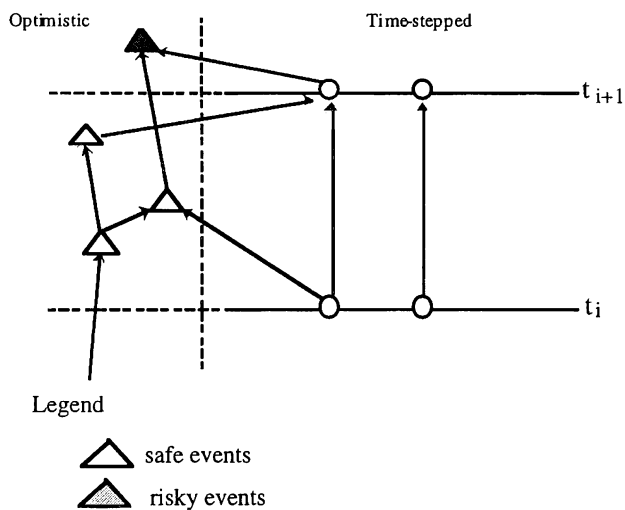 Optimistic
Time-stepped
t i+1
t i
Legend
safe events
risky events